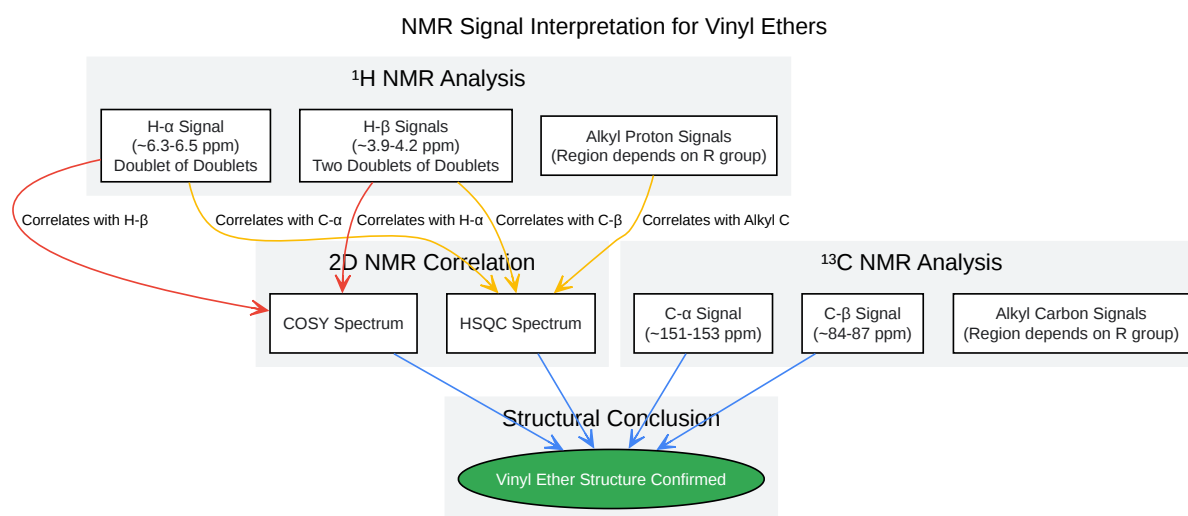 NMR Signal Interpretation for Vinyl Ethers
¹H NMR Analysis
H-α Signal
(~6.3-6.5 ppm)
Doublet of Doublets
H-β Signals
(~3.9-4.2 ppm)
Two Doublets of Doublets
Alkyl Proton Signals
(Region depends on R group)
Correlates with H-β
Correlates with C-α
Correlates with H-α
Correlates with C-β
Correlates with Alkyl C
2D NMR Correlation
COSY Spectrum
HSQC Spectrum
¹³C NMR Analysis
C-α Signal
(~151-153 ppm)
C-β Signal
(~84-87 ppm)
Alkyl Carbon Signals
(Region depends on R group)
Structural Conclusion
Vinyl Ether Structure Confirmed